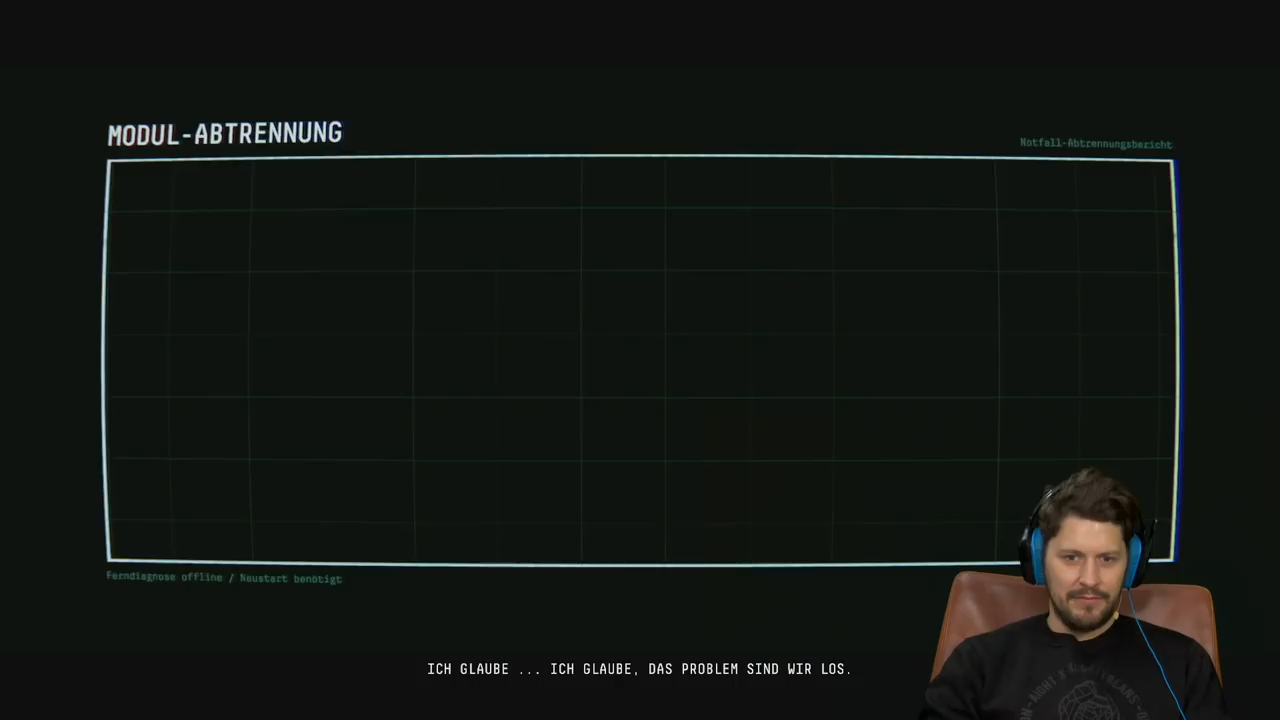 MODUL-ABTRENNUNG
Notfall-Abtrennungsbericht
Ferndiagnose offline / Neustart benötigt
ICH GLAUBE ... ICH GLAUBE, DAS PROBLEM SIND WIR LOS.